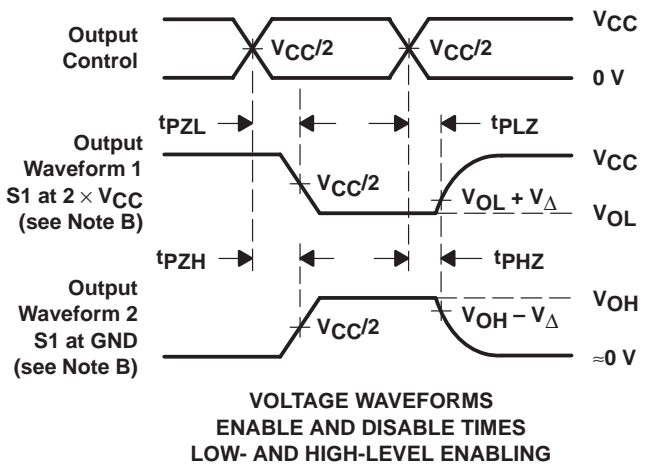 Output
Control
VCC/2
VCC/2
VCC
0 V
tPZL
tPLZ
Output
Waveform 1
S1 at 2 × VCC
(see Note B)
VCC/2
VOL + VΔ
VCC
VOL
tPZH
tPHZ
Output
Waveform 2
S1 at GND
(see Note B)
VCC/2
VOH − VΔ
VOH
≈0 V
VOLTAGE WAVEFORMS
ENABLE AND DISABLE TIMES
LOW- AND HIGH-LEVEL ENABLING